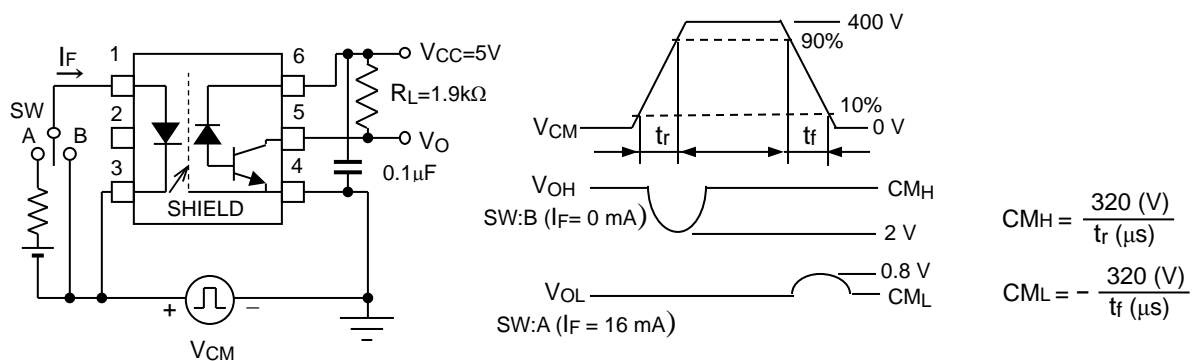 IF
1
6
VCC=5V
SW
2
RL=1.9kΩ
A
B
5
VO
3
4
0.1μF
SHIELD
+
−
VCM
400 V
90%
10%
VCM
tr
tf
0 V
VOH
CMH
SW:B (IF= 0 mA)
2 V
0.8 V
VOL
CML
SW:A (IF = 16 mA)
CMH = 320 (V) / tr (μs)
CML = − 320 (V) / tf (μs)